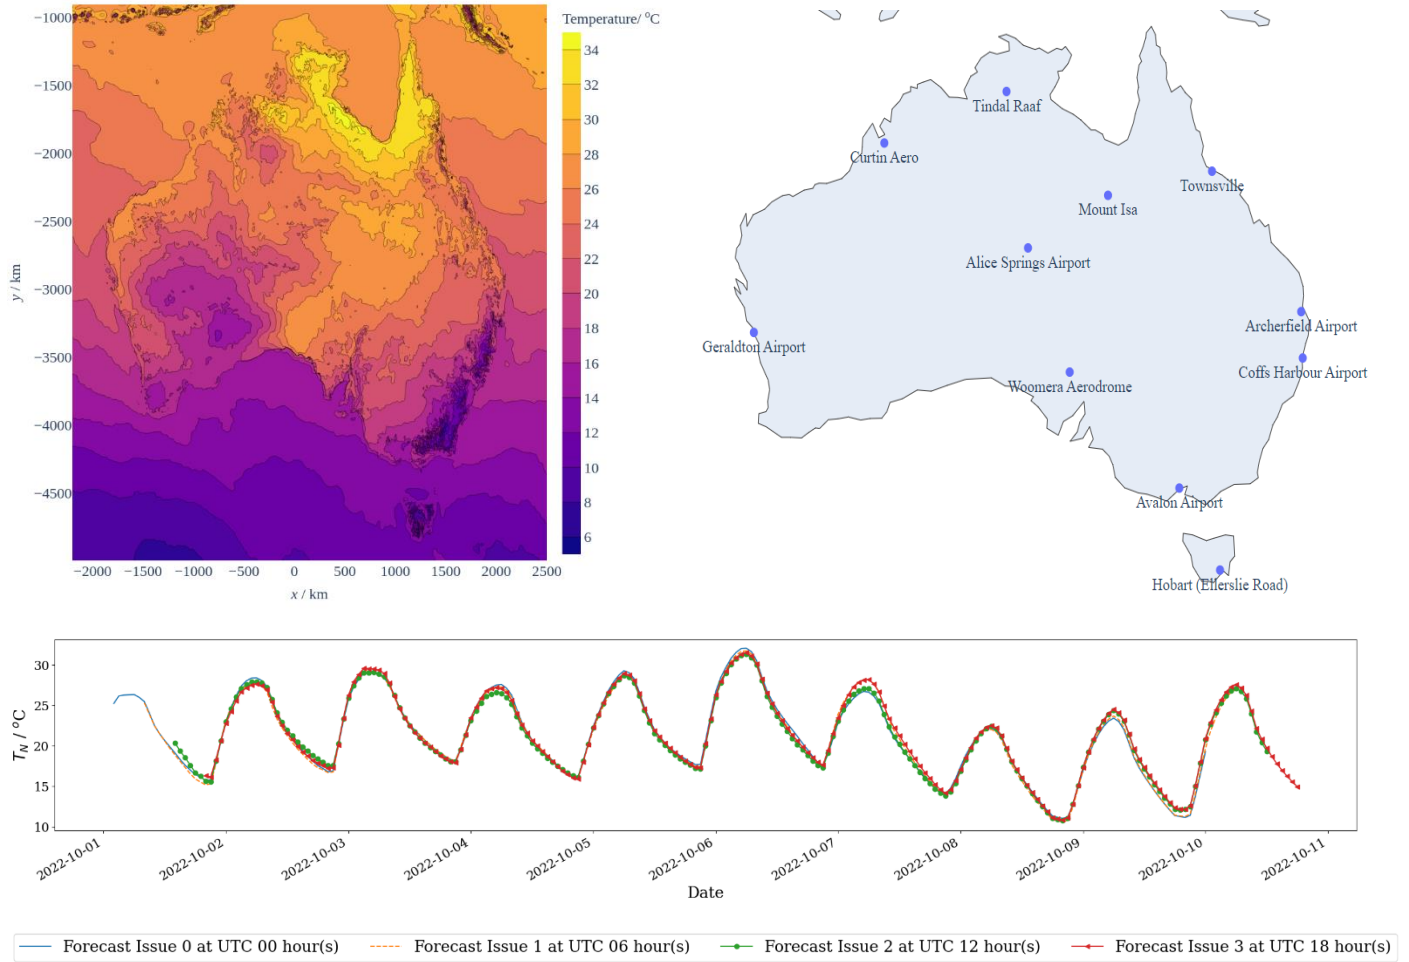 Temperature/ °C
−1000
−1500
−2000
−2500
−3000
−3500
−4000
−4500
y / km
−2000 −1500 −1000 −500 0 500 1000 1500 2000 2500
x / km
34
32
30
28
26
24
22
20
18
16
14
12
10
8
6
Tindal Raaf
Curtin Aero
Townsville
Mount Isa
Alice Springs Airport
Archerfield Airport
Geraldton Airport
Coffs Harbour Airport
Woomera Aerodrome
Avalon Airport
Hobart (Ellerslie Road)
30
25
20
15
10
T_N / °C
2022-10-01 2022-10-02 2022-10-03 2022-10-04 2022-10-05 2022-10-06 2022-10-07 2022-10-08 2022-10-09 2022-10-10 2022-10-11
Date
Forecast Issue 0 at UTC 00 hour(s) Forecast Issue 1 at UTC 06 hour(s) Forecast Issue 2 at UTC 12 hour(s) Forecast Issue 3 at UTC 18 hour(s)